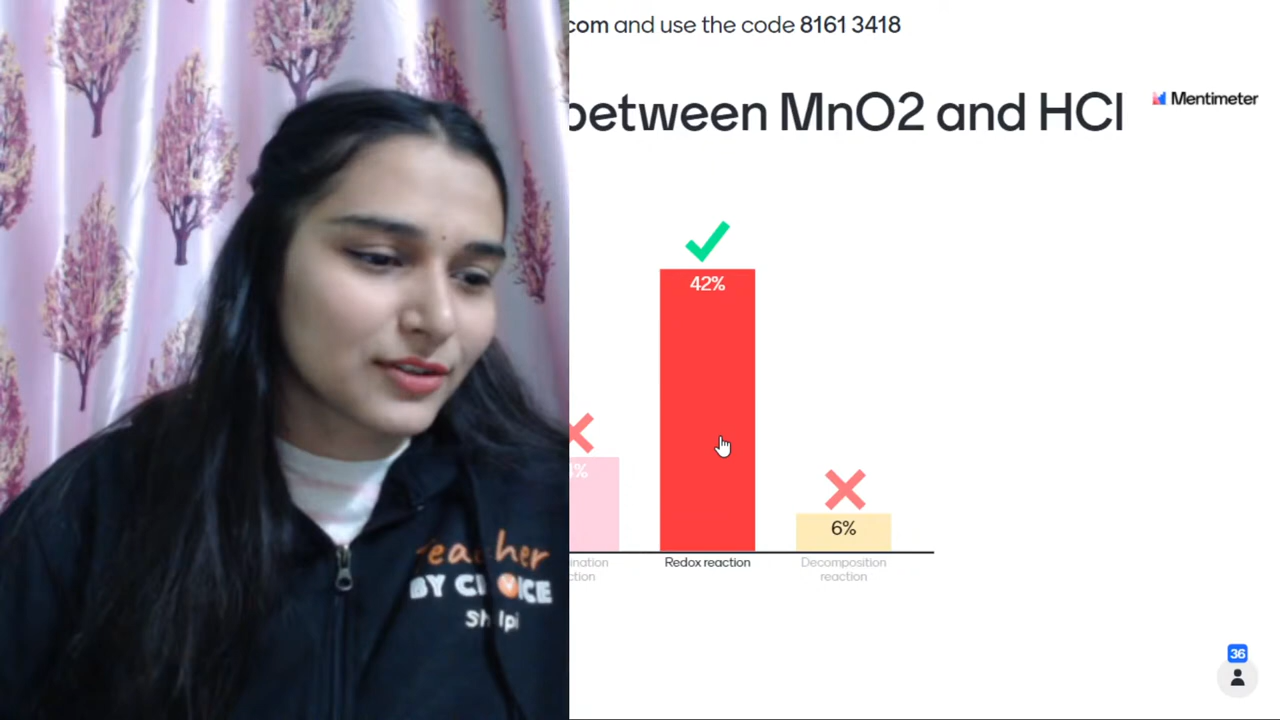 com and use the code 8161 3418
between MnO2 and HCl
Mentimeter
42%
6%
Redox reaction
Decomposition
reaction
BY CHOICE
36